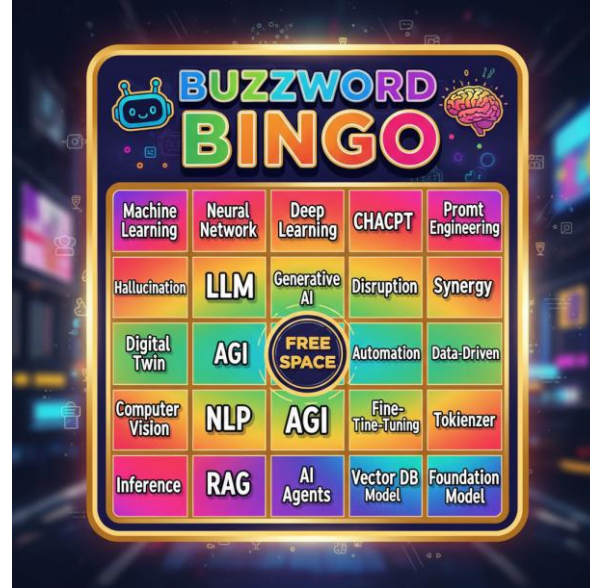 BUZZWORD
BINGO
Machine
Learning
Neural
Network
Deep
Learning
CHACPT
Promt
Engineering
Hallucination
LLM
Generative
AI
Disruption
Synergy
Digital
Twin
AGI
FREE
SPACE
Automation
Data-Driven
Computer
Vision
NLP
AGI
Fine-
Tine-Tuning
Tokienzer
Inference
RAG
AI
Agents
Vector DB
Model
Foundation
Model